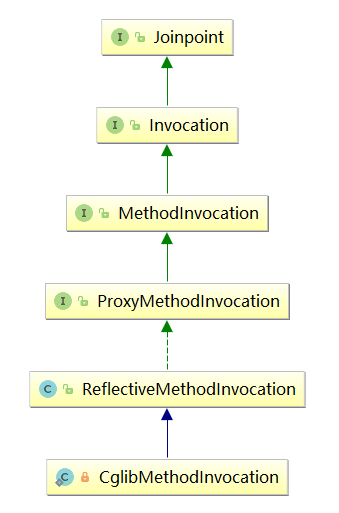 I Joinpoint
I Invocation
I MethodInvocation
I ProxyMethodInvocation
C ReflectiveMethodInvocation
C CglibMethodInvocation